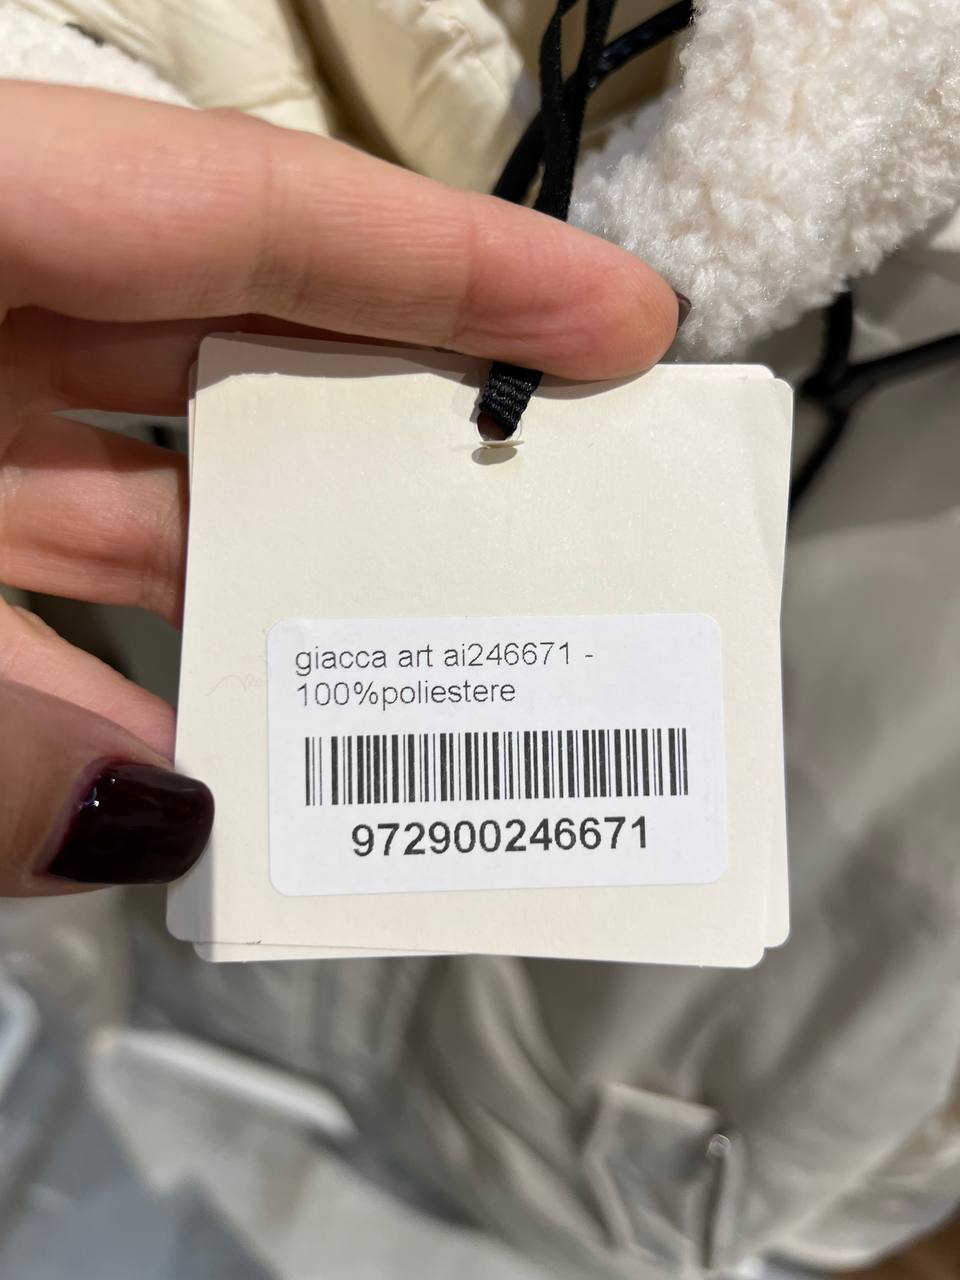 giacca art ai246671 -
100%poliestere
972900246671